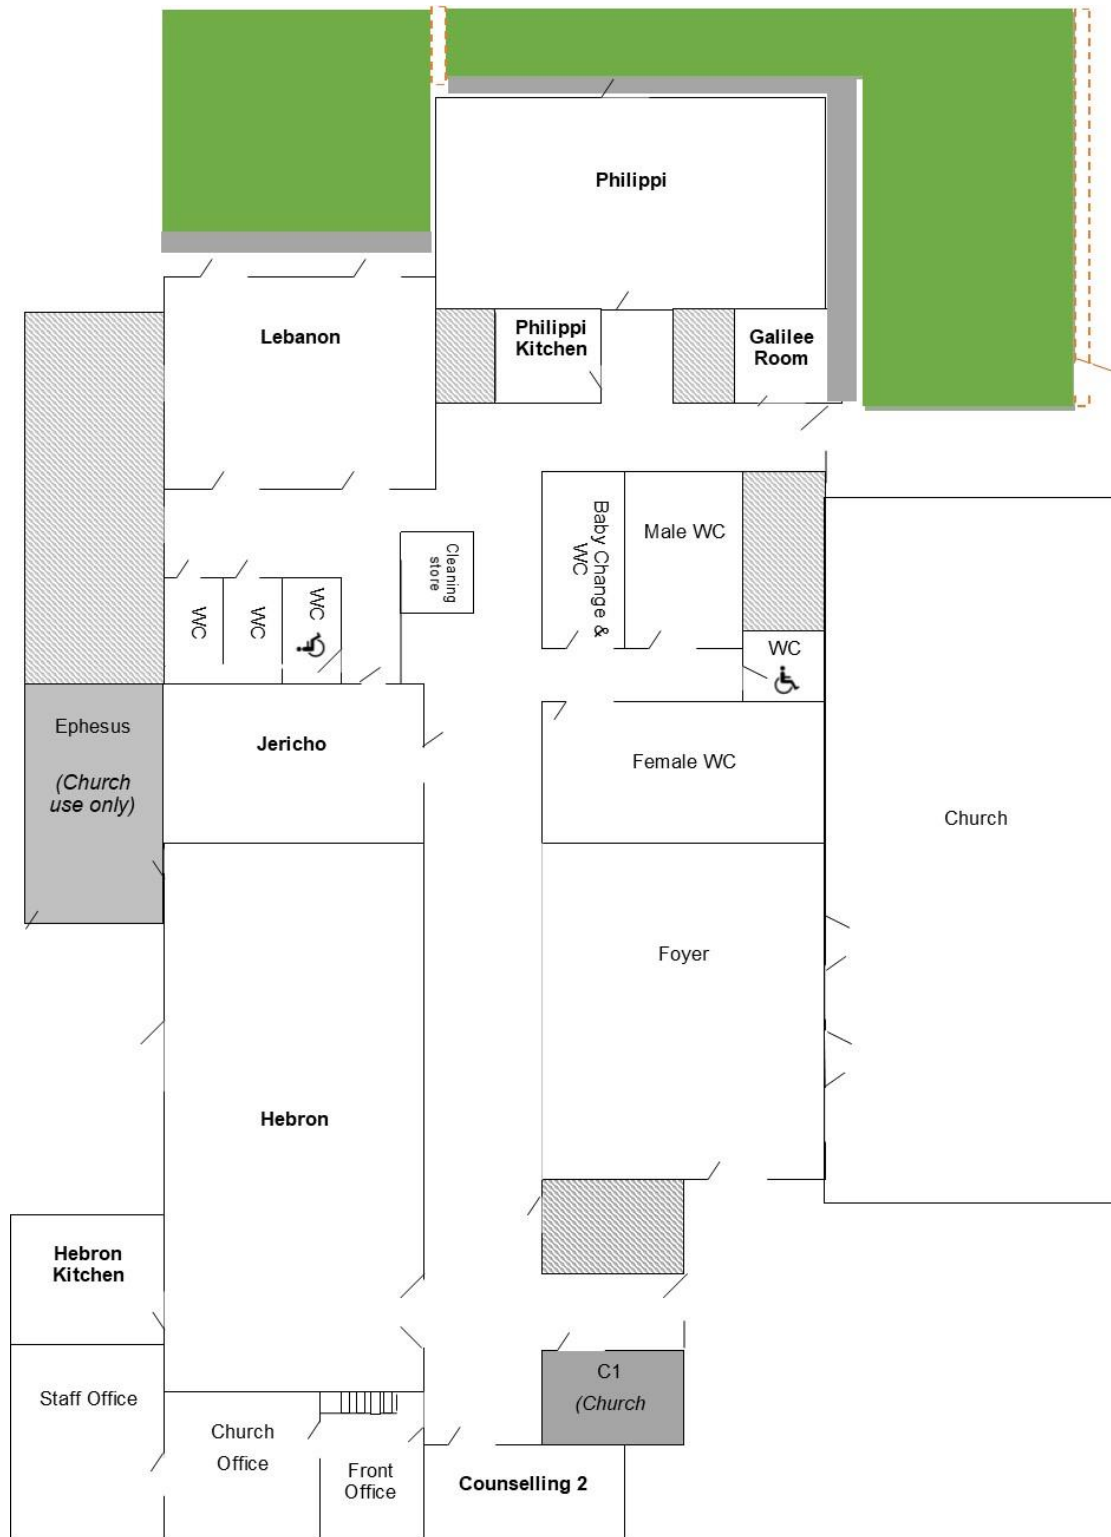 Philippi
Lebanon
Philippi
Kitchen
Galilee
Room
Cleaning
store
Baby Change &
WC
Male WC
WC
WC
WC
WC
Ephesus
(Church
use only)
Jericho
Female WC
Church
Foyer
Hebron
Hebron
Kitchen
Staff Office
C1
(Church
Church
Office
Front
Office
Counselling 2